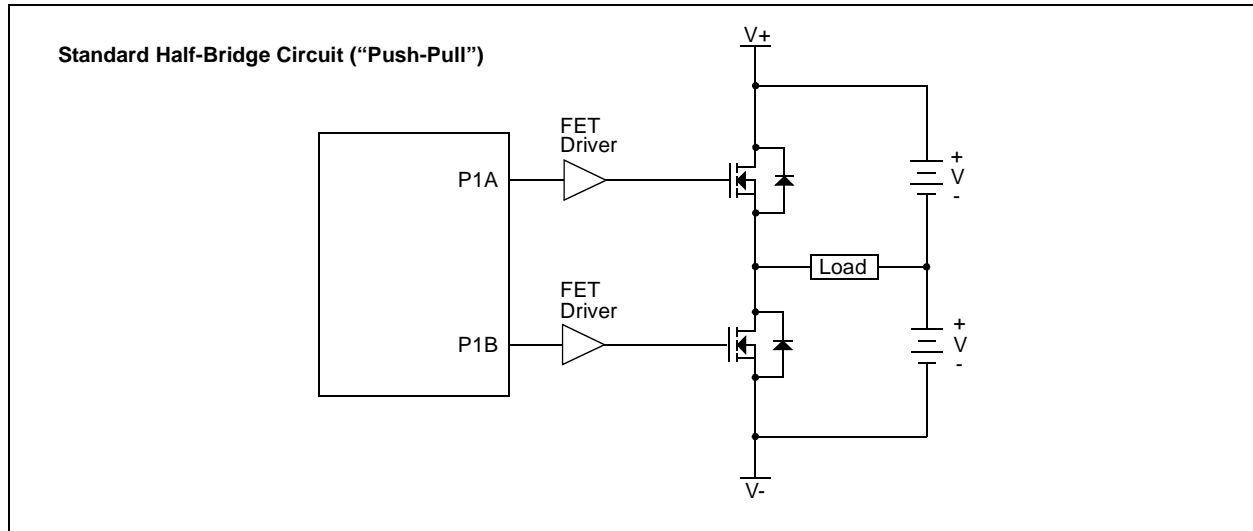 Standard Half-Bridge Circuit (“Push-Pull”)
V+
FET
Driver
P1A
+
V
-
Load
FET
Driver
P1B
+
V
-
V-